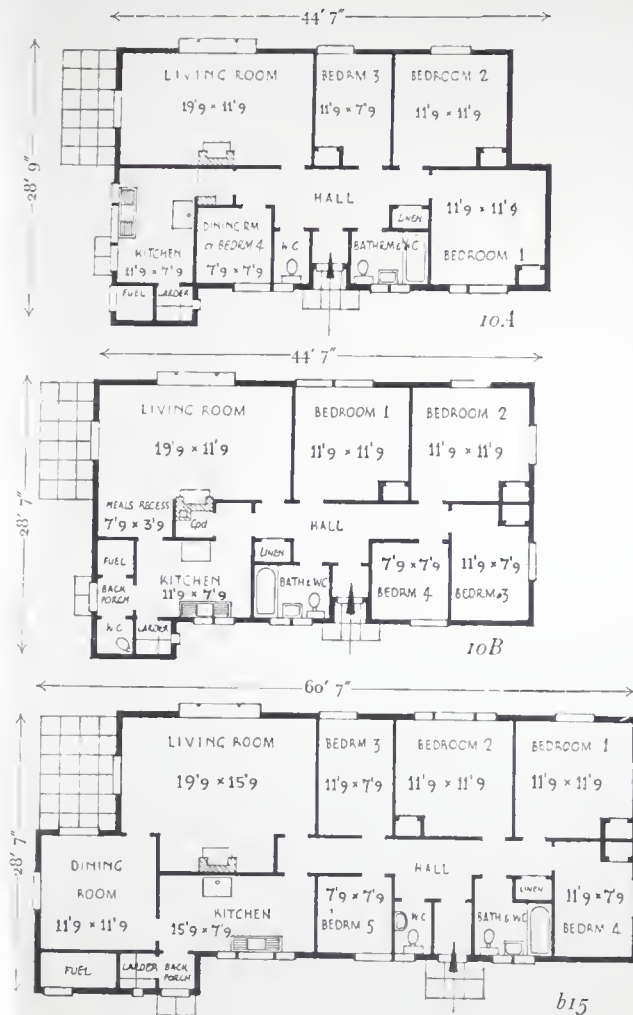 44' 7"
28' 9"
LIVING ROOM
19'9 × 11'9
BEDRM 3
11'9 × 7'9
BEDROOM 2
11'9 × 11'9
HALL
KITCHEN
11'9 × 7'9
DINING RM
or BEDRM 4
7'9 × 7'9
W.C
BATHRM & WC
LINEN
11'9 × 11'9
BEDROOM 1
FUEL
LARDER
10A
44' 7"
28' 7"
LIVING ROOM
19'9 × 11'9
BEDROOM 1
11'9 × 11'9
BEDROOM 2
11'9 × 11'9
MEALS RECESS
7'9 × 3'9
Cpd
HALL
FUEL
BACK
PORCH
W.C
LARDER
KITCHEN
11'9 × 7'9
LINEN
BATH & WC
7'9 × 7'9
BEDRM 4
11'9 × 7'9
BEDRM 3
10B
60' 7"
28' 7"
LIVING ROOM
19'9 × 15'9
BEDRM 3
11'9 × 7'9
BEDROOM 2
11'9 × 11'9
BEDROOM 1
11'9 × 11'9
DINING
ROOM
11'9 × 11'9
KITCHEN
15'9 × 7'9
7'9 × 7'9
BEDRM 5
HALL
WC
BATH & WC
LINEN
11'9 × 7'9
BEDRM 4
FUEL
LARDER
BACK
PORCH
b15